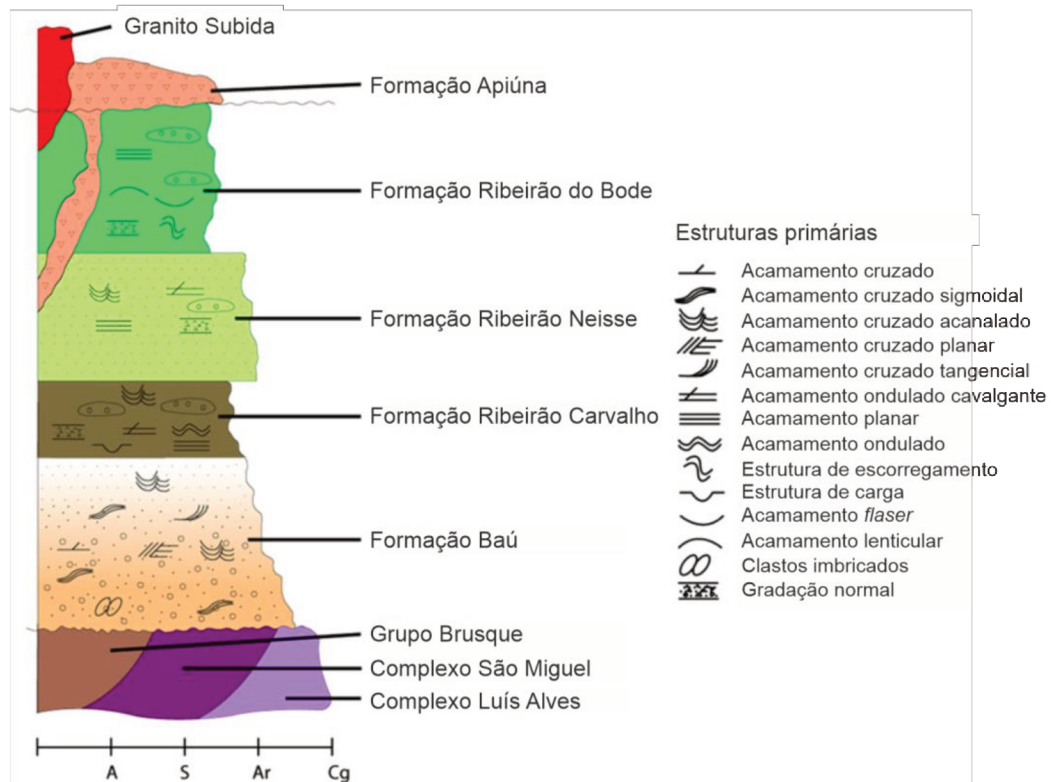 Granito Subida
Formação Apiúna
Formação Ribeirão do Bode
Formação Ribeirão Neisse
Formação Ribeirão Carvalho
Formação Baú
Grupo Brusque
Complexo São Miguel
Complexo Luís Alves
A S Ar Cg
Estruturas primárias
Acamamento cruzado
Acamamento cruzado sigmoidal
Acamamento cruzado acanalado
Acamamento cruzado planar
Acamamento cruzado tangencial
Acamamento ondulado cavalgante
Acamamento planar
Acamamento ondulado
Estrutura de escorregamento
Estrutura de carga
Acamamento flaser
Acamamento lenticular
Clastos imbricados
Gradação normal